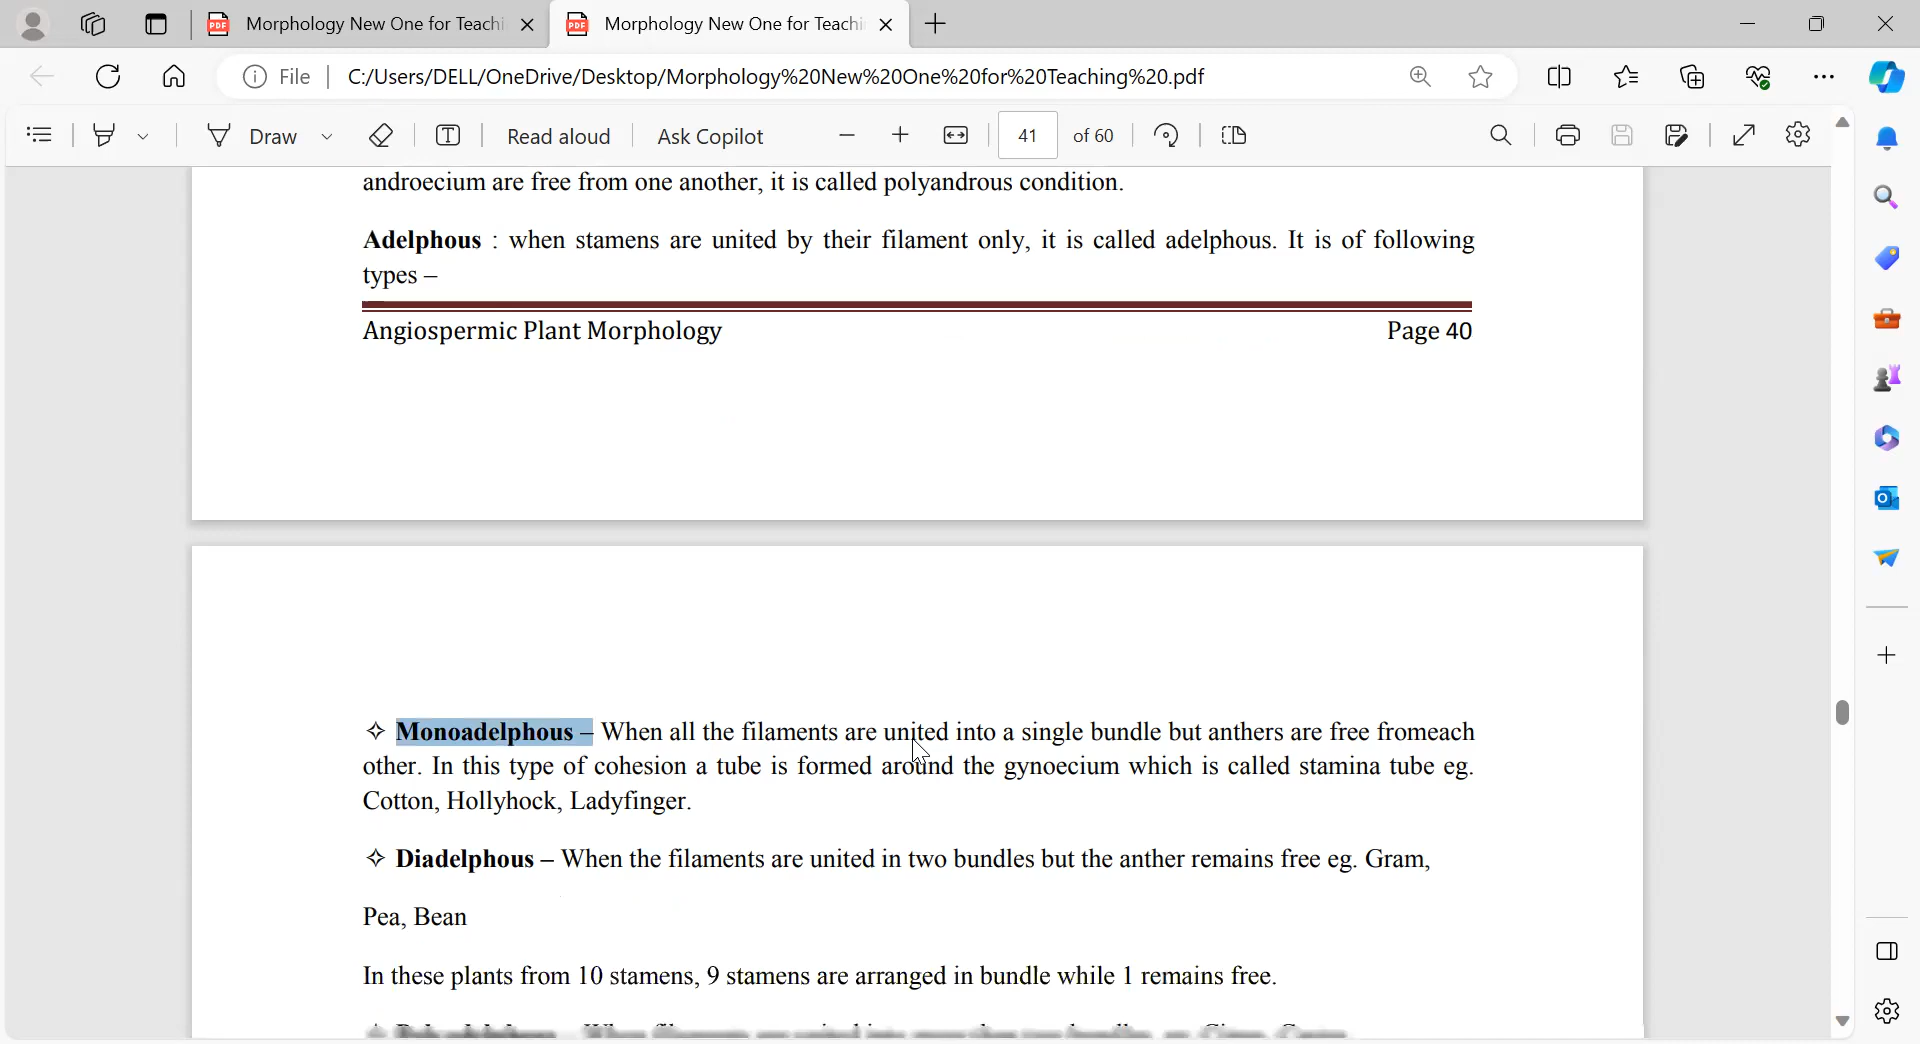 Morphology New One for Teachi
Morphology New One for Teachi
File
C:/Users/DELL/OneDrive/Desktop/Morphology%20New%20One%20for%20Teaching%20.pdf
Draw
Read aloud
Ask Copilot
41 of 60
androecium are free from one another, it is called polyandrous condition.
Adelphous : when stamens are united by their filament only, it is called adelphous. It is of following
types –
Angiospermic Plant Morphology Page 40
✧ Monoadelphous – When all the filaments are united into a single bundle but anthers are free fromeach
other. In this type of cohesion a tube is formed around the gynoecium which is called stamina tube eg.
Cotton, Hollyhock, Ladyfinger.
✧ Diadelphous – When the filaments are united in two bundles but the anther remains free eg. Gram,
Pea, Bean
In these plants from 10 stamens, 9 stamens are arranged in bundle while 1 remains free.